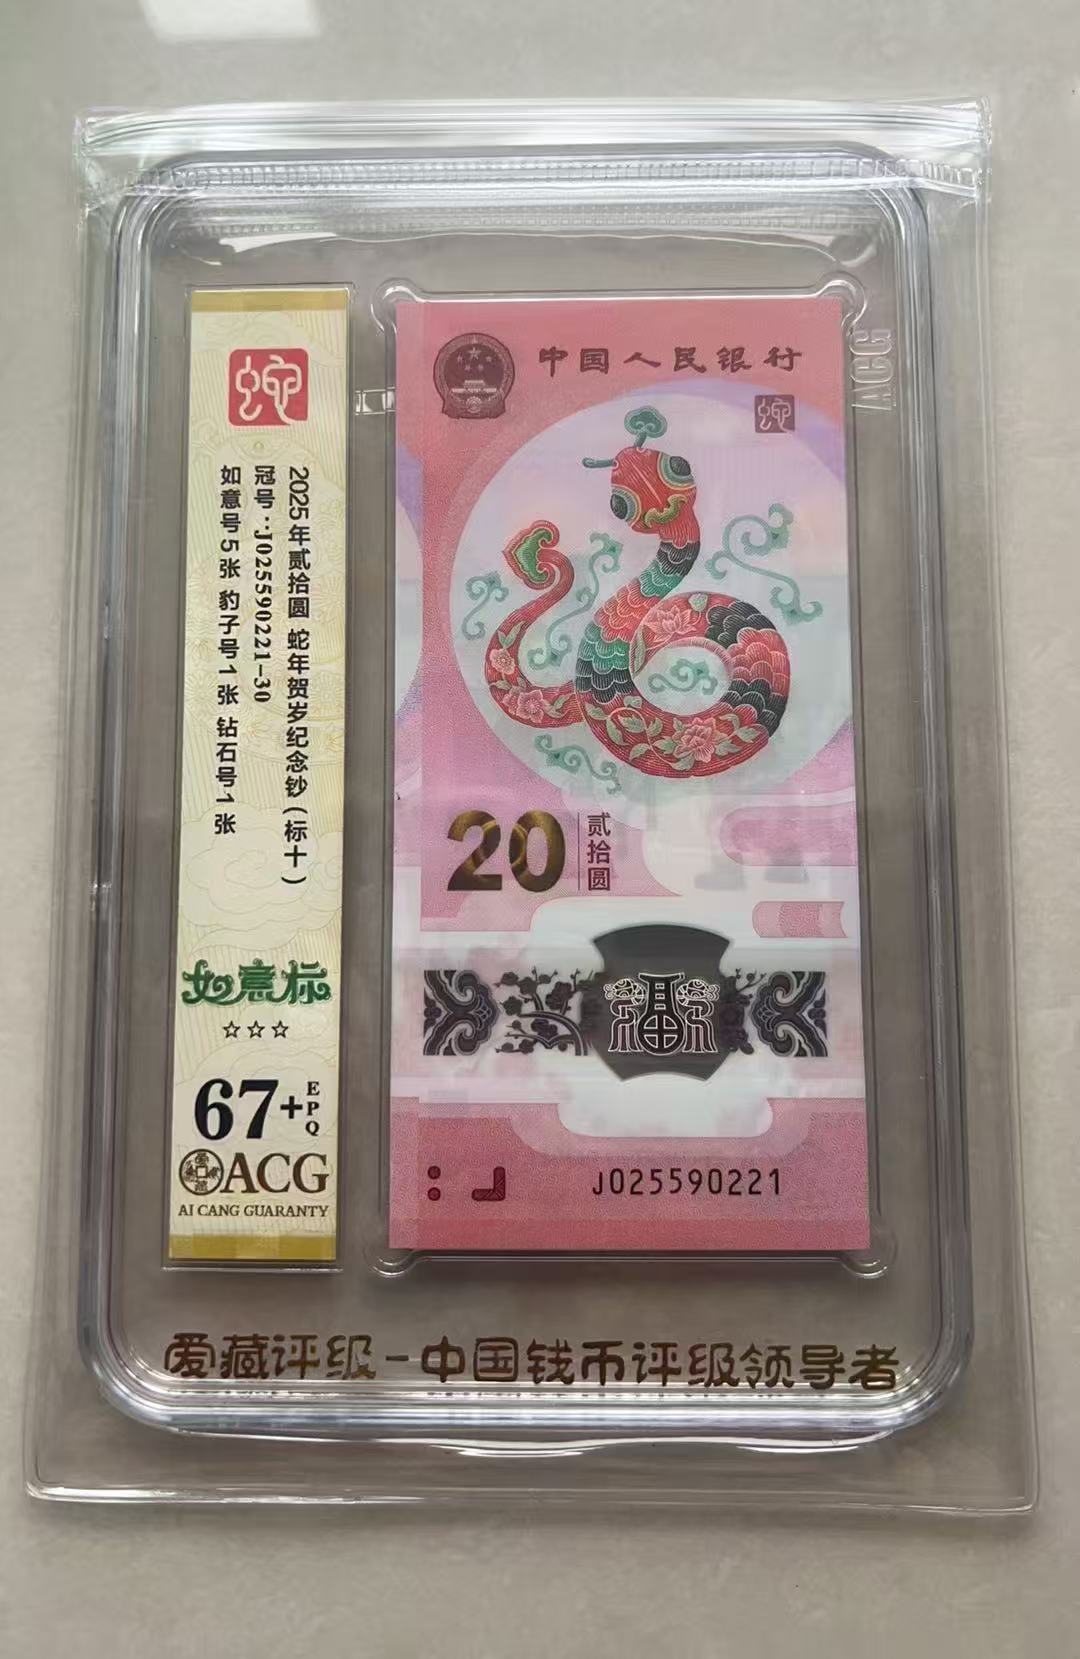 蛇
2025年贰拾圆 蛇年贺岁纪念钞(标十)
冠号:J025590221-30
如意号5张 豹子号1张 钻石号1张
如意标
☆☆☆
67+EPQ
ACG
AI CANG GUARANTY
中国人民银行
蛇
20 贰拾圆
福
J025590221
ACG
爱藏评级-中国钱币评级领导者